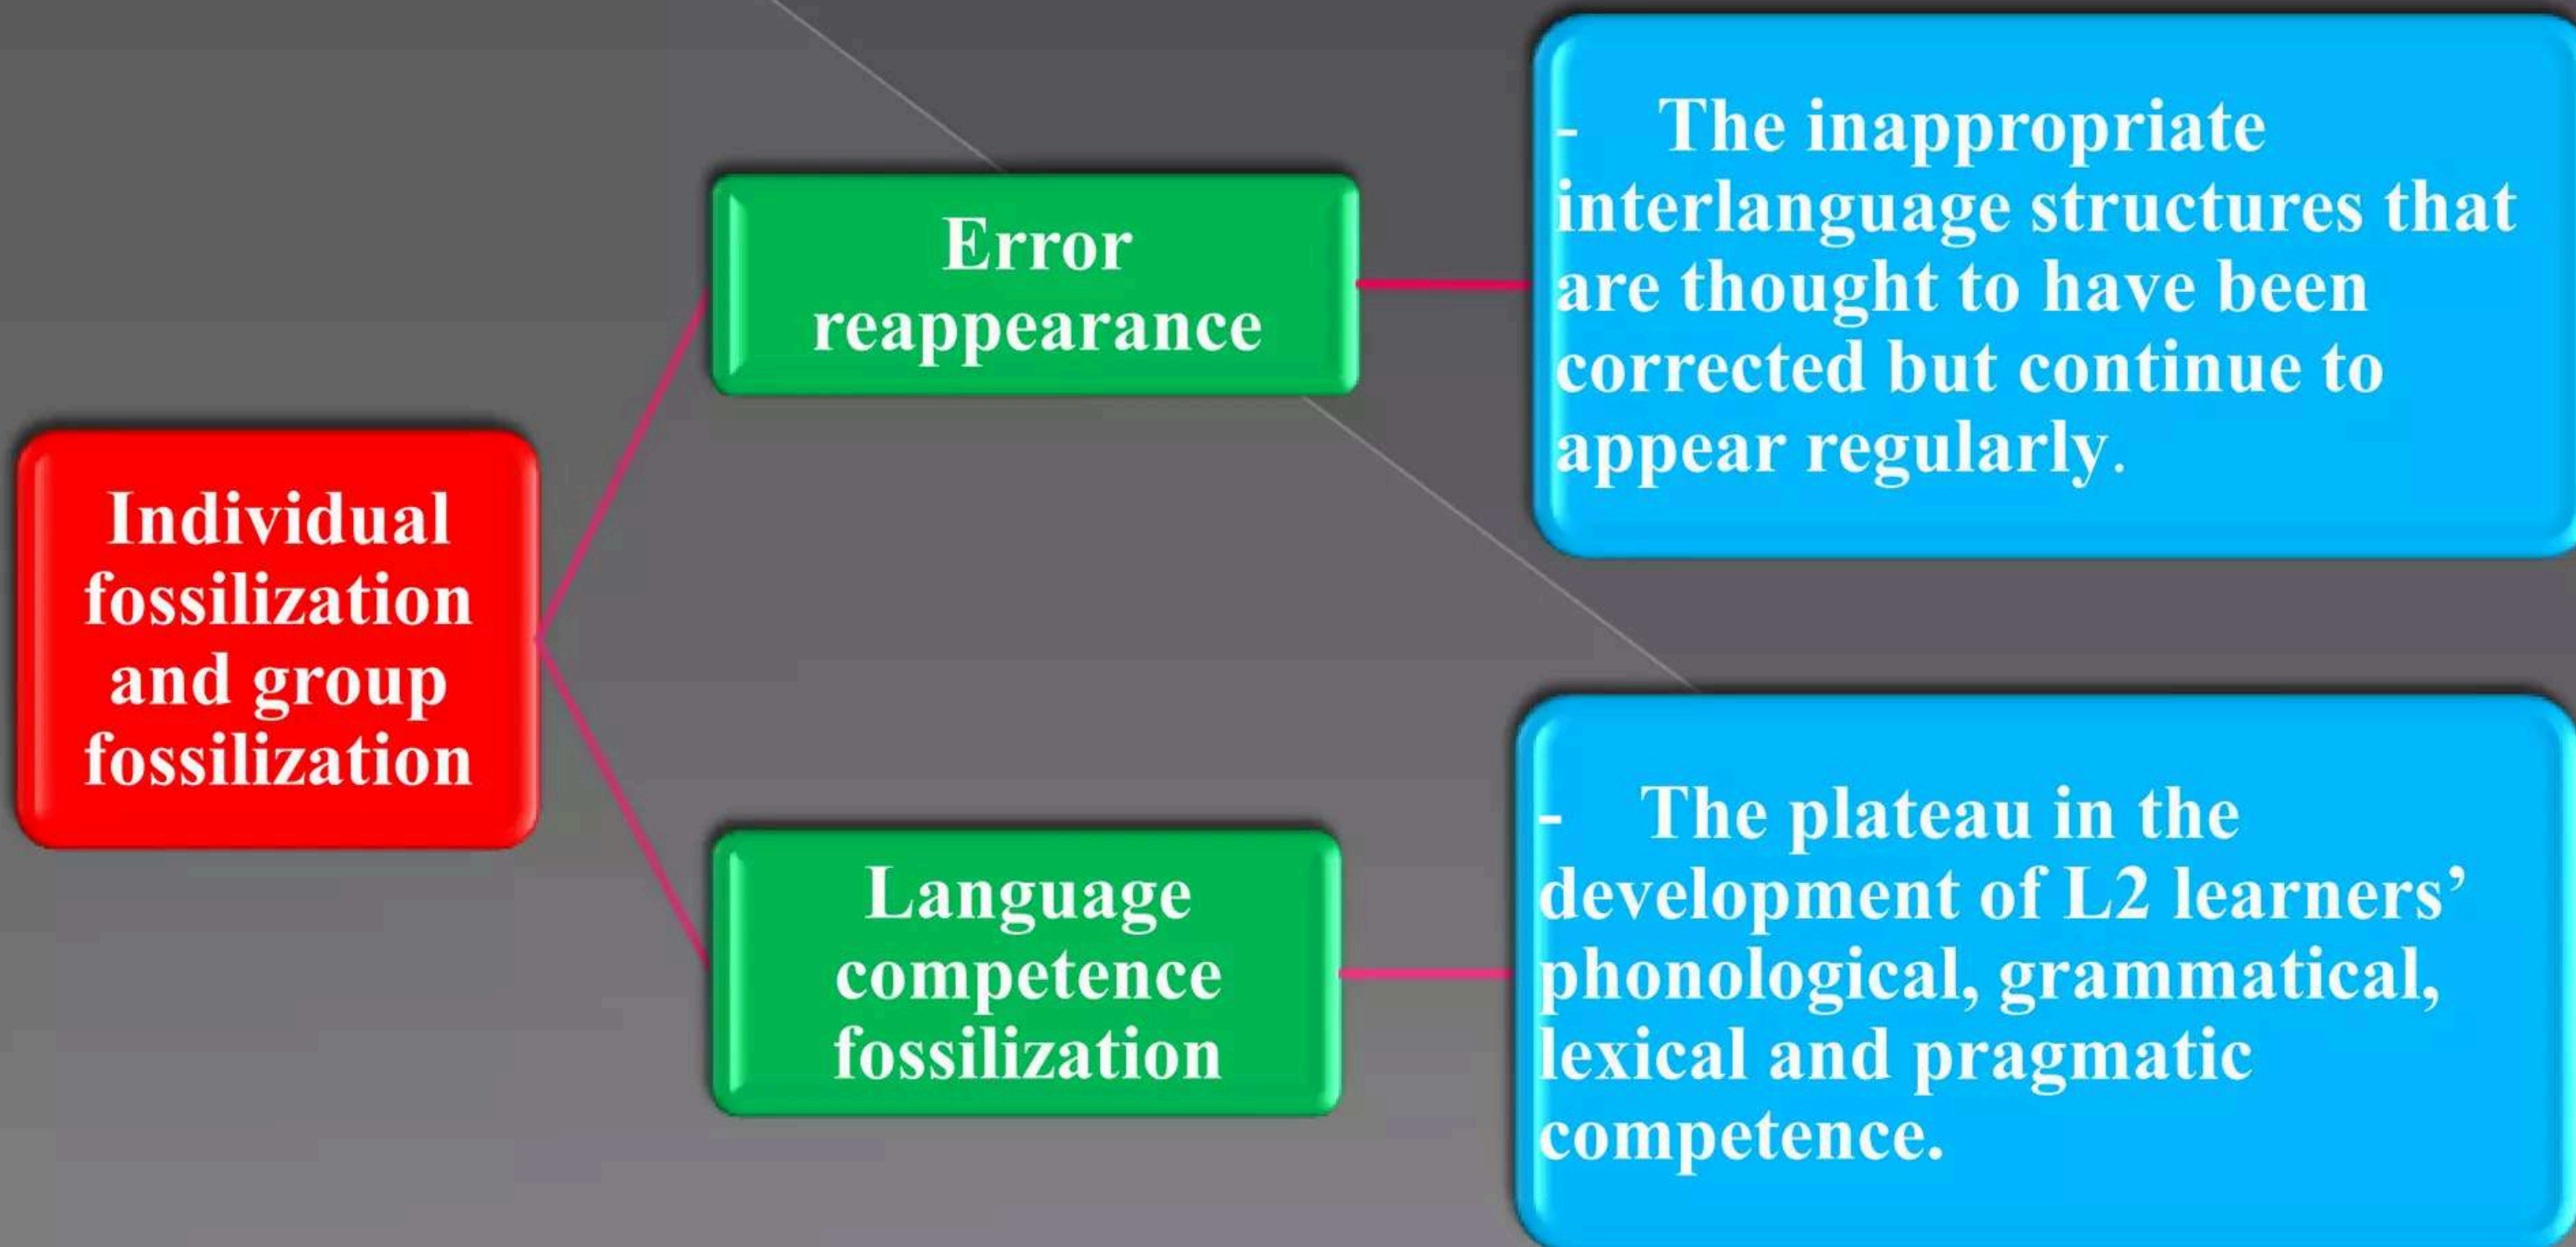 Individual
fossilization
and group
fossilization
Error
reappearance
- The inappropriate
interlanguage structures that
are thought to have been
corrected but continue to
appear regularly.
Language
competence
fossilization
- The plateau in the
development of L2 learners’
phonological, grammatical,
lexical and pragmatic
competence.